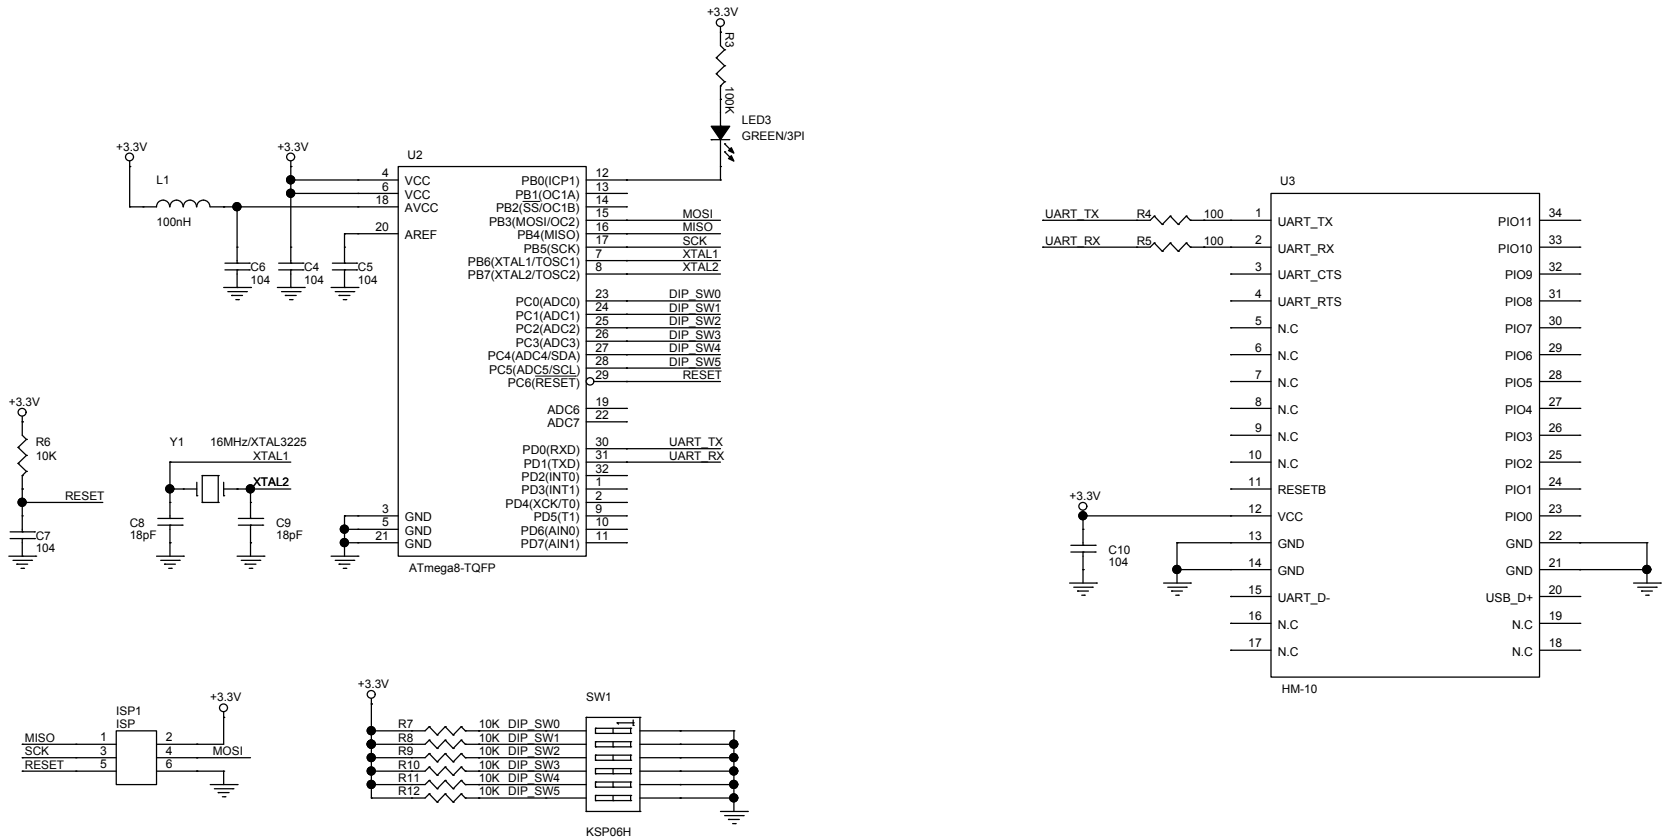 +3.3V
R3
100K
LED3
GREEN/3PI
+3.3V
L1
100nH
+3.3V
C6
104
C4
104
C5
104
U2
4 VCC
6 VCC
18 AVCC
20 AREF
3 GND
5 GND
21 GND
PB0(ICP1) 12
PB1(OC1A) 13
PB2(SS/OC1B) 14
PB3(MOSI/OC2) 15 MOSI
PB4(MISO) 16 MISO
PB5(SCK) 17 SCK
PB6(XTAL1/TOSC1) 7 XTAL1
PB7(XTAL2/TOSC2) 8 XTAL2
PC0(ADC0) 23 DIP_SW0
PC1(ADC1) 24 DIP_SW1
PC2(ADC2) 25 DIP_SW2
PC3(ADC3) 26 DIP_SW3
PC4(ADC4/SDA) 27 DIP_SW4
PC5(ADC5/SCL) 28 DIP_SW5
PC6(RESET) 29 RESET
ADC6 19
ADC7 22
PD0(RXD) 30 UART_TX
PD1(TXD) 31 UART_RX
PD2(INT0) 32
PD3(INT1) 1
PD4(XCK/T0) 2
PD5(T1) 9
PD6(AIN0) 10
PD7(AIN1) 11
ATmega8-TQFP
+3.3V
R6
10K
RESET
C7
104
Y1 16MHz/XTAL3225
XTAL1
XTAL2
C8
18pF
C9
18pF
U3
UART_TX R4 100 1 UART_TX
UART_RX R5 100 2 UART_RX
3 UART_CTS
4 UART_RTS
5 N.C
6 N.C
7 N.C
8 N.C
9 N.C
10 N.C
11 RESETB
12 VCC
13 GND
14 GND
15 UART_D-
16 N.C
17 N.C
PIO11 34
PIO10 33
PIO9 32
PIO8 31
PIO7 30
PIO6 29
PIO5 28
PIO4 27
PIO3 26
PIO2 25
PIO1 24
PIO0 23
GND 22
GND 21
USB_D+ 20
N.C 19
N.C 18
HM-10
+3.3V
C10
104
ISP1
ISP
+3.3V
MISO 1 2
SCK 3 4 MOSI
RESET 5 6
+3.3V
SW1
R7 10K DIP_SW0
R8 10K DIP_SW1
R9 10K DIP_SW2
R10 10K DIP_SW3
R11 10K DIP_SW4
R12 10K DIP_SW5
KSP06H